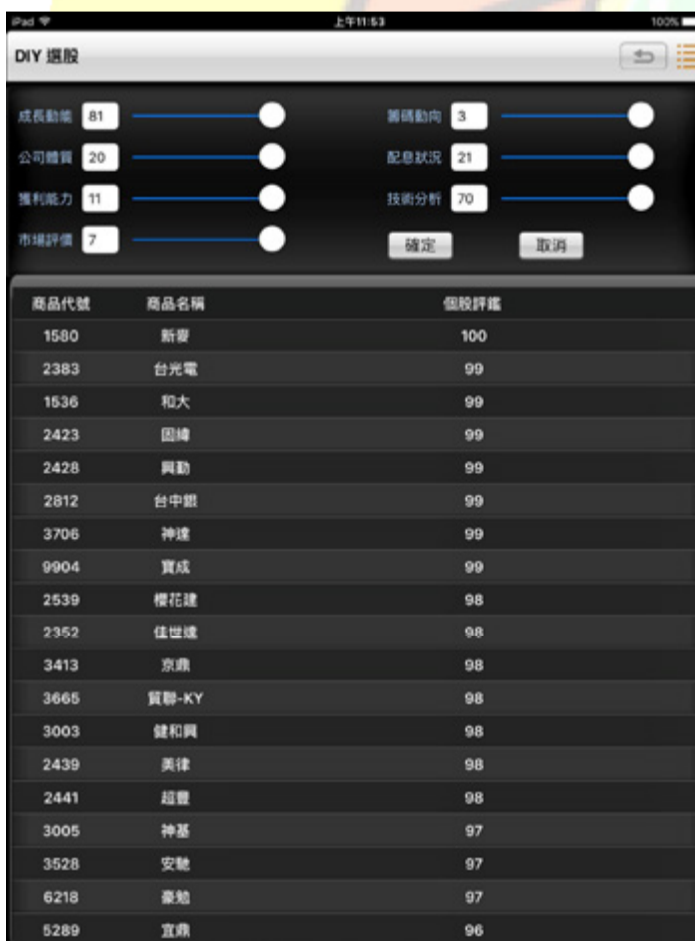 iPad 上午11:53 100%
DIY 選股
成長動能 81 籌碼動向 3
公司體質 20 配息狀況 21
獲利能力 11 技術分析 70
市場評價 7 確定 取消
商品代號 商品名稱 個股評鑑
1580 新麥 100
2383 台光電 99
1536 和大 99
2423 固緯 99
2428 興勤 99
2812 台中銀 99
3706 神達 99
9904 寶成 99
2539 櫻花建 98
2352 佳世達 98
3413 京鼎 98
3665 貿聯-KY 98
3003 健和興 98
2439 美律 98
2441 超豐 98
3005 神基 97
3528 安馳 97
6218 豪勉 97
5289 宜鼎 96